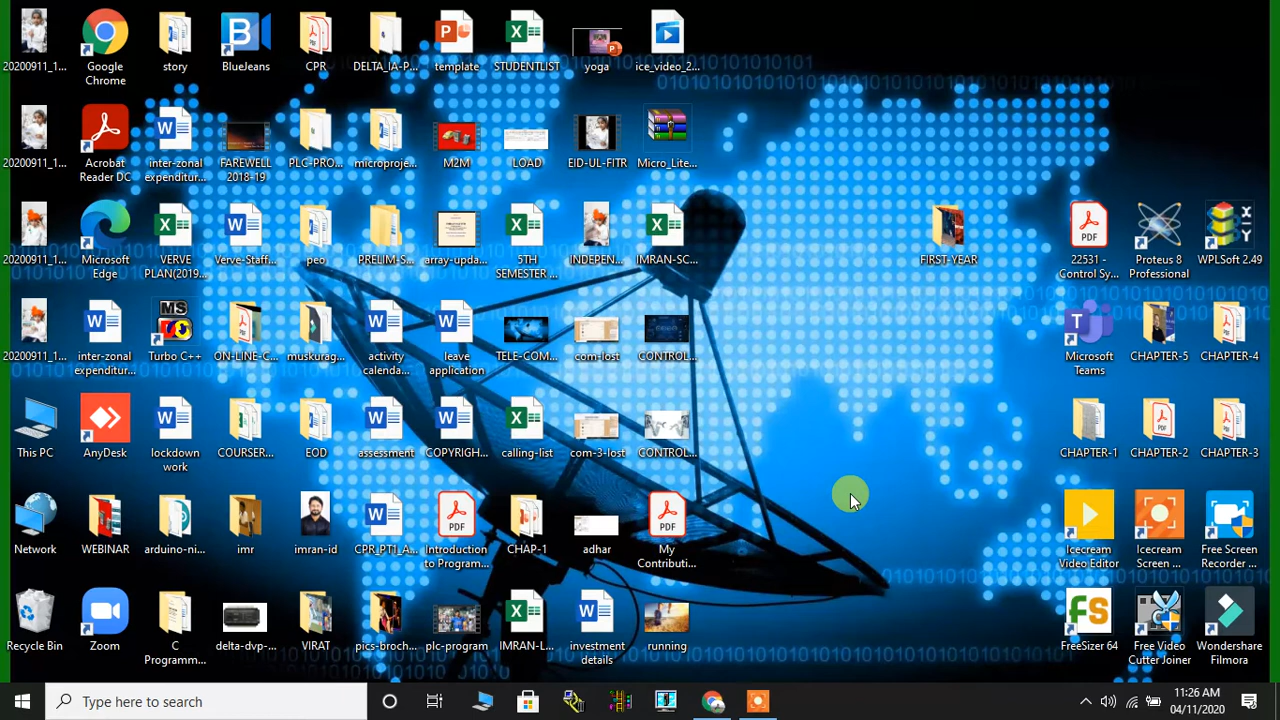 20200911_1...
Google
Chrome
story
BlueJeans
CPR
DELTA_IA-P...
template
STUDENTLIST
yoga
ice_video_2...
20200911_1...
Acrobat
Reader DC
inter-zonal
expenditur...
FAREWELL
2018-19
PLC-PRO...
microproje...
M2M
LOAD
EID-UL-FITR
Micro_Lite...
20200911_1...
Microsoft
Edge
VERVE
PLAN(2019...
Verve-Staff...
peo
PRELIM-S...
array-upda...
5TH
SEMESTER ...
INDEPEN...
IMRAN-SC...
FIRST-YEAR
22531 -
Control Sy...
Proteus 8
Professional
WPLSoft 2.49
20200911_1...
inter-zonal
expenditur...
Turbo C++
ON-LINE-C...
muskurag...
activity
calenda...
leave
application
TELE-COM...
com-lost
CONTROL...
Microsoft
Teams
CHAPTER-5
CHAPTER-4
This PC
AnyDesk
lockdown
work
COURSER...
EOD
assessment
COPYRIGH...
calling-list
com-3-lost
CONTROL...
CHAPTER-1
CHAPTER-2
CHAPTER-3
Network
WEBINAR
arduino-ni...
imr
imran-id
CPR_PT1_A...
Introduction
to Program...
CHAP-1
adhar
My
Contributi...
Icecream
Video Editor
Icecream
Screen ...
Free Screen
Recorder ...
Recycle Bin
Zoom
C
Programm...
delta-dvp-...
VIRAT
pics-broch...
plc-program
IMRAN-L...
investment
details
running
FreeSizer 64
Free Video
Cutter Joiner
Wondershare
Filmora
Type here to search
11:26 AM
04/11/2020